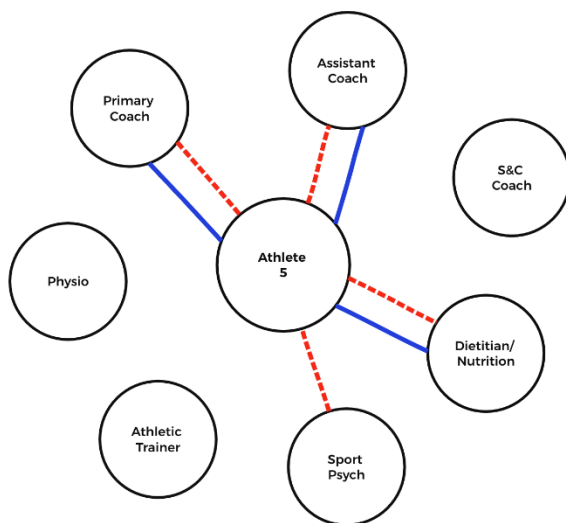 Assistant
Coach
Primary
Coach
S&C
Coach
Athlete
5
Physio
Dietitian/
Nutrition
Athletic
Trainer
Sport
Psych